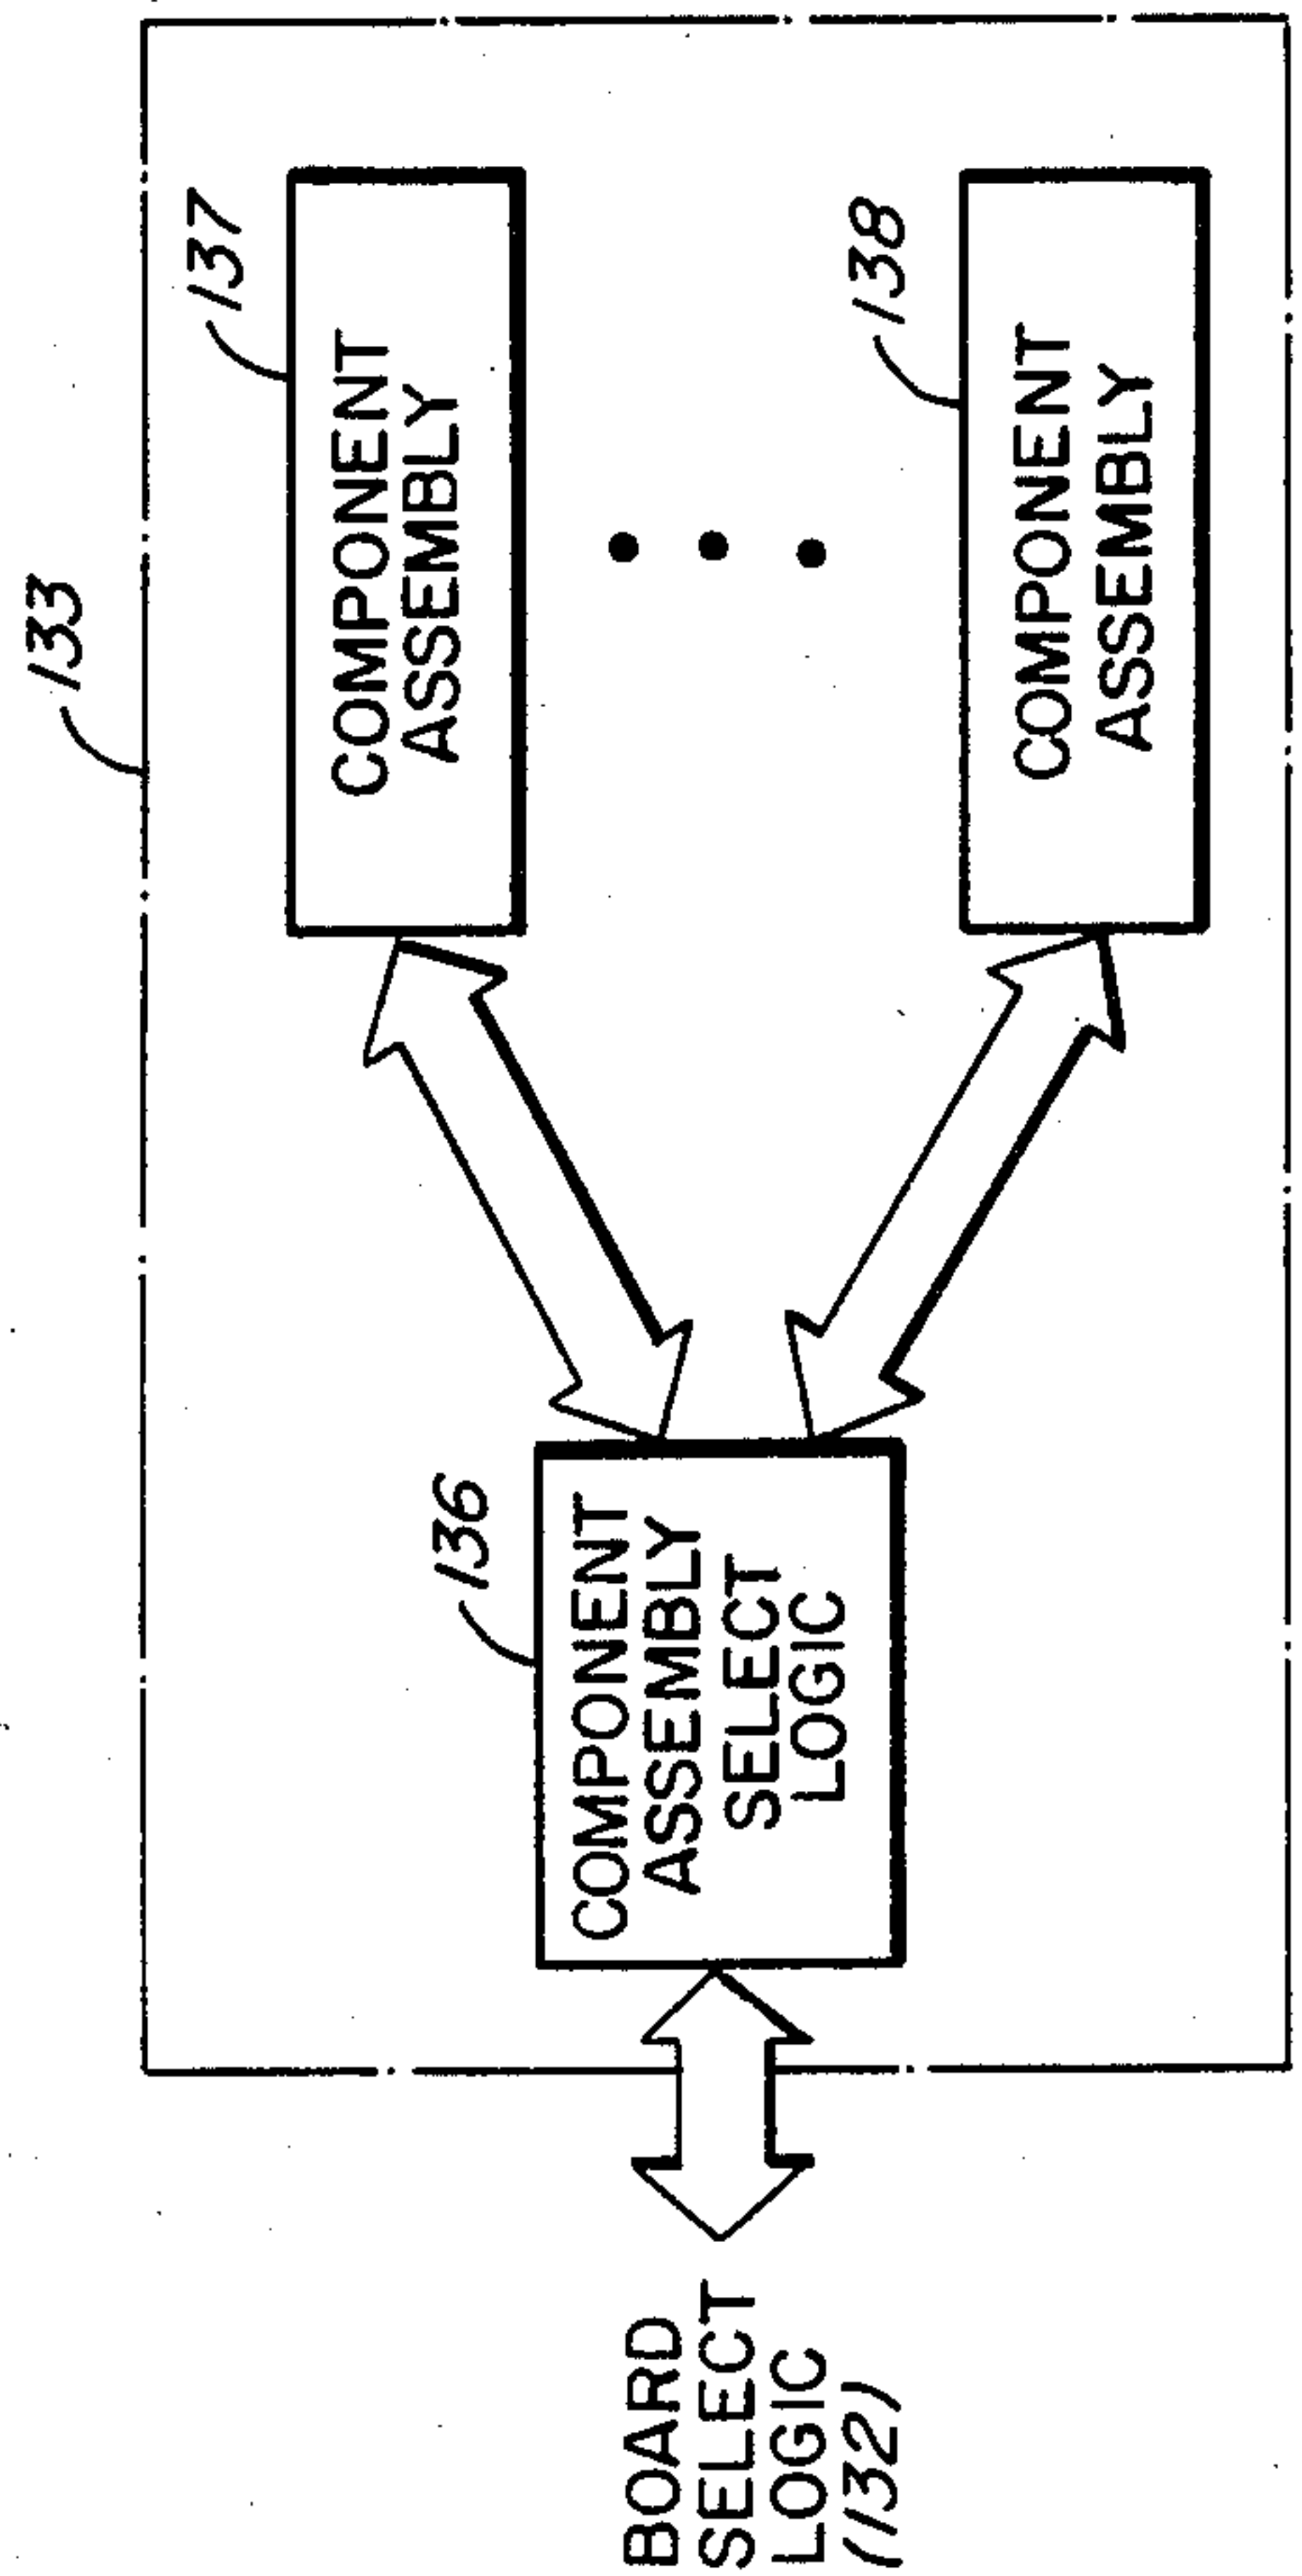 133
137
COMPONENT
ASSEMBLY
138
COMPONENT
ASSEMBLY
136
COMPONENT
ASSEMBLY
SELECT
LOGIC
BOARD
SELECT
LOGIC
(132)